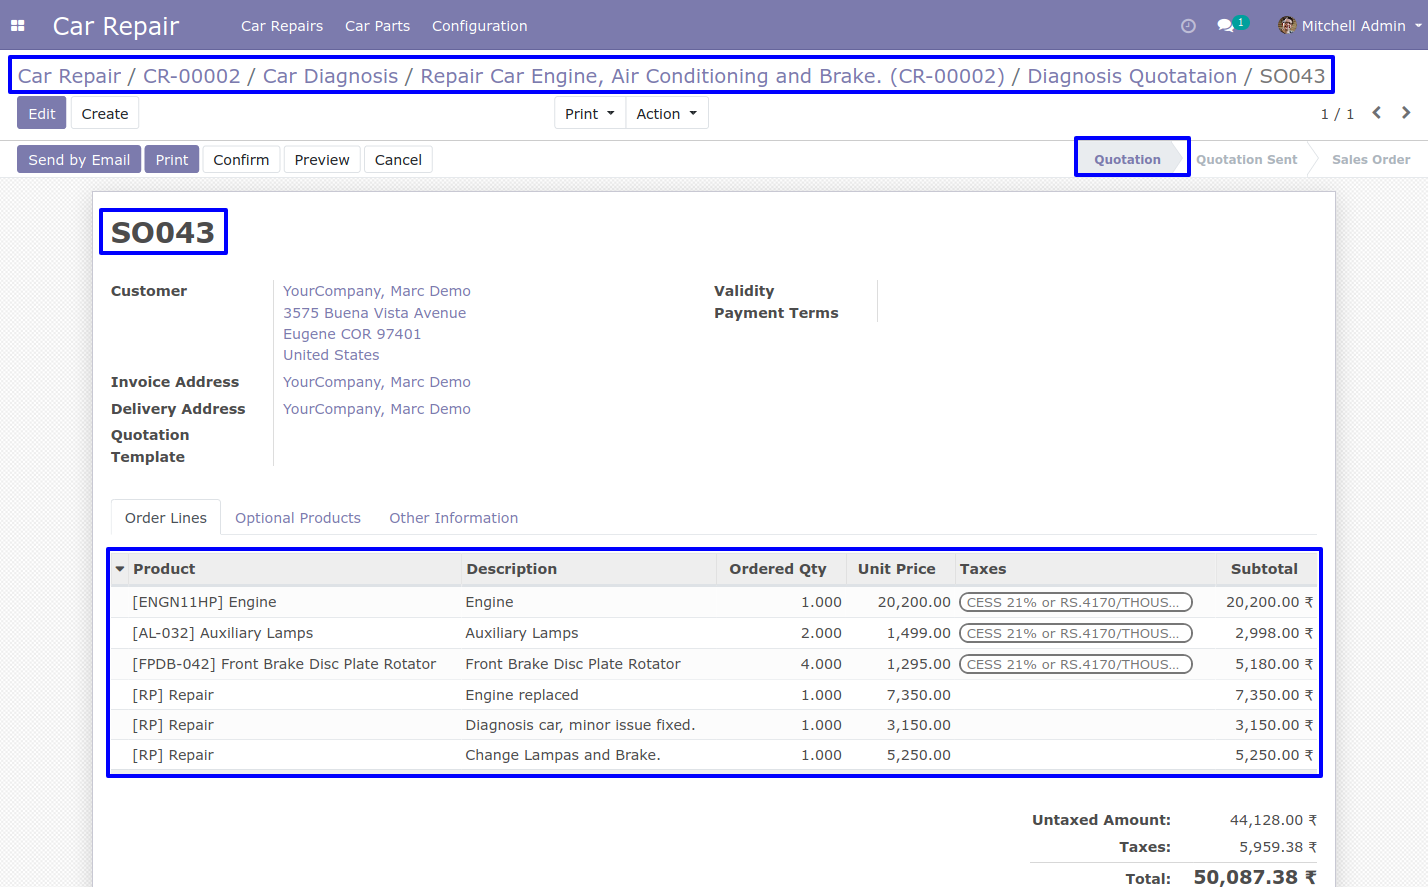 Car Repair Car Repairs Car Parts Configuration 1 Mitchell Admin
Car Repair / CR-00002 / Car Diagnosis / Repair Car Engine, Air Conditioning and Brake. (CR-00002) / Diagnosis Quotataion / SO043
Edit Create Print Action 1 / 1
Send by Email Print Confirm Preview Cancel Quotation Quotation Sent Sales Order
SO043
Customer YourCompany, Marc Demo Validity
3575 Buena Vista Avenue Payment Terms
Eugene COR 97401
United States
Invoice Address YourCompany, Marc Demo
Delivery Address YourCompany, Marc Demo
Quotation
Template
Order Lines Optional Products Other Information
Product Description Ordered Qty Unit Price Taxes Subtotal
[ENGN11HP] Engine Engine 1.000 20,200.00 CESS 21% or RS.4170/THOUS... 20,200.00 ₹
[AL-032] Auxiliary Lamps Auxiliary Lamps 2.000 1,499.00 CESS 21% or RS.4170/THOUS... 2,998.00 ₹
[FPDB-042] Front Brake Disc Plate Rotator Front Brake Disc Plate Rotator 4.000 1,295.00 CESS 21% or RS.4170/THOUS... 5,180.00 ₹
[RP] Repair Engine replaced 1.000 7,350.00 7,350.00 ₹
[RP] Repair Diagnosis car, minor issue fixed. 1.000 3,150.00 3,150.00 ₹
[RP] Repair Change Lampas and Brake. 1.000 5,250.00 5,250.00 ₹
Untaxed Amount: 44,128.00 ₹
Taxes: 5,959.38 ₹
Total: 50,087.38 ₹